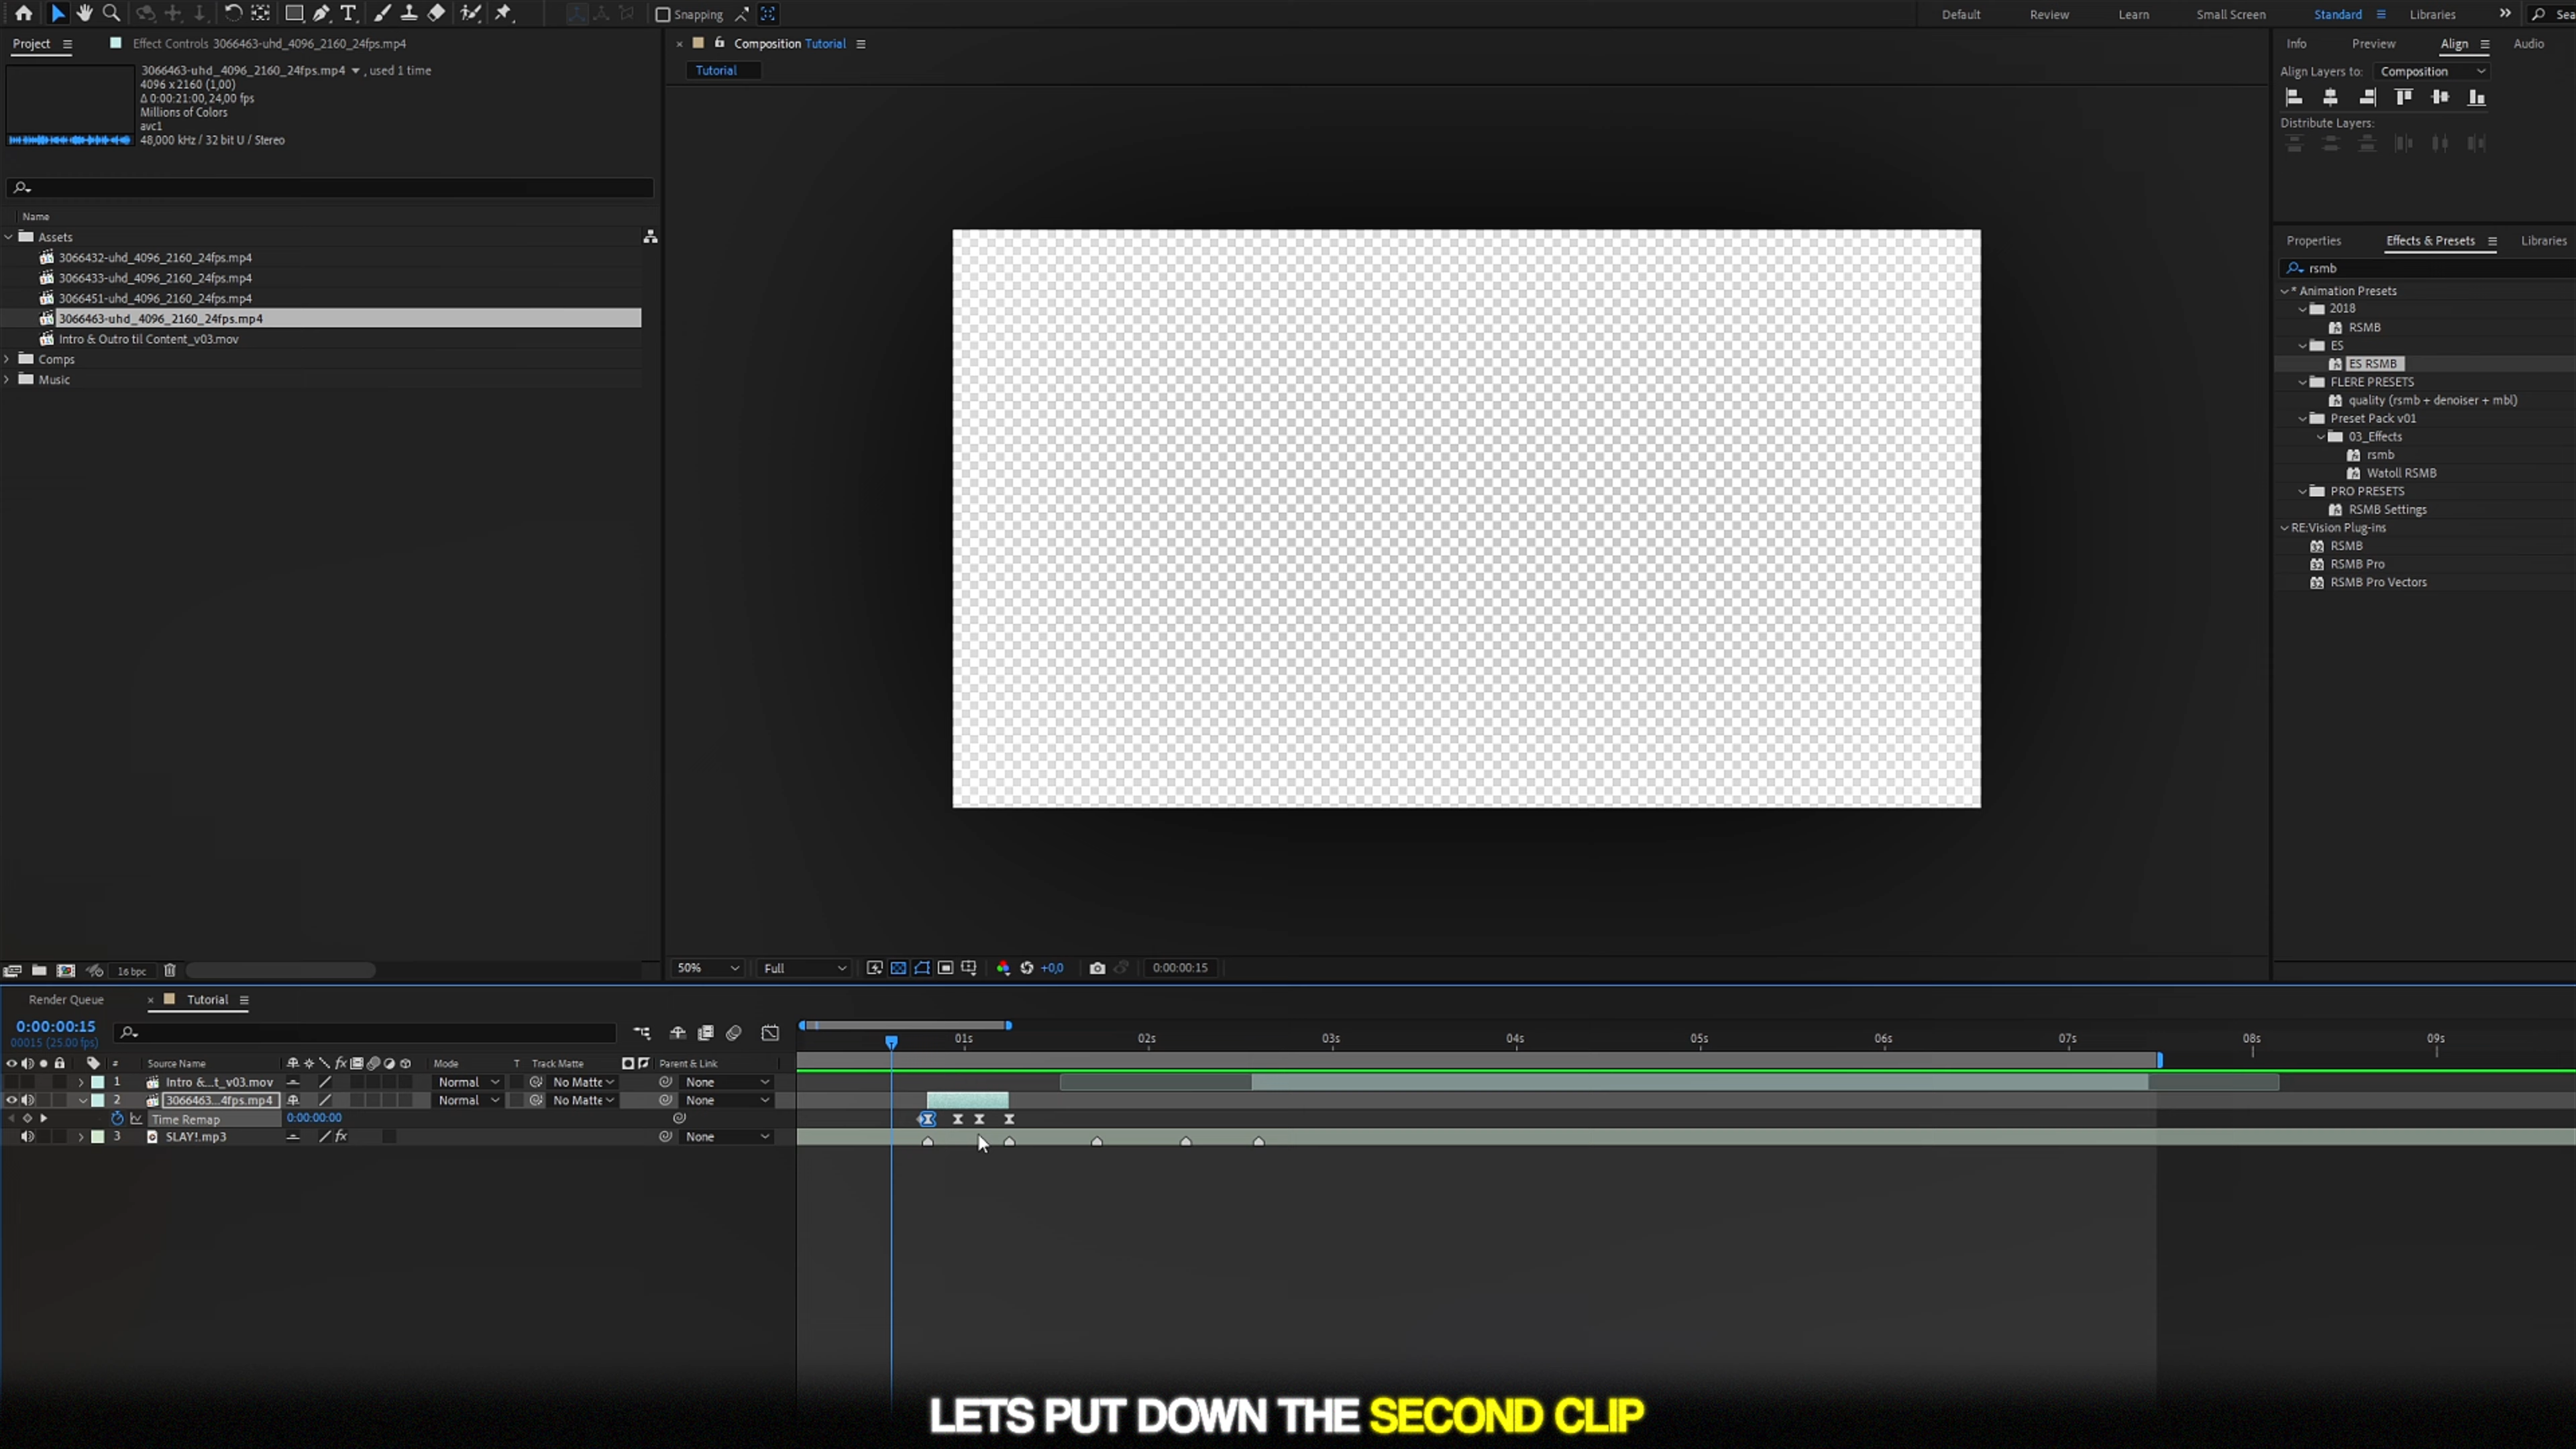 Snapping
Default
Review
Learn
Small Screen
Standard
Libraries
Sea
Project
Effect Controls 3066463-uhd_4096_2160_24fps.mp4
Composition Tutorial
Info
Preview
Align
Audio
3066463-uhd_4096_2160_24fps.mp4 , used 1 time
4096 x 2160 (1,00)
Δ 0:00:21:00, 24,00 fps
Millions of Colors
avc1
48,000 kHz / 32 bit U / Stereo
Tutorial
Align Layers to: Composition
Distribute Layers:
Name
Assets
3066432-uhd_4096_2160_24fps.mp4
3066433-uhd_4096_2160_24fps.mp4
3066451-uhd_4096_2160_24fps.mp4
3066463-uhd_4096_2160_24fps.mp4
Intro & Outro til Content_v03.mov
Comps
Music
Properties
Effects & Presets
Libraries
rsmb
* Animation Presets
2018
RSMB
ES
ES RSMB
FLERE PRESETS
quality (rsmb + denoiser + mbl)
Preset Pack v01
03_Effects
rsmb
Watoll RSMB
PRO PRESETS
RSMB Settings
RE:Vision Plug-ins
RSMB
RSMB Pro
RSMB Pro Vectors
16 bpc
50%
Full
+0,0
0:00:00:15
Render Queue
Tutorial
0:00:00:15
00015 (25.00 fps)
01s
02s
03s
04s
05s
06s
07s
08s
09s
# Source Name
Mode
T Track Matte
Parent & Link
1 Intro &...t_v03.mov Normal No Matte None
2 3066463...4fps.mp4 Normal No Matte None
Time Remap 0:00:00:00
3 SLAY!.mp3 None
LETS PUT DOWN THE SECOND CLIP